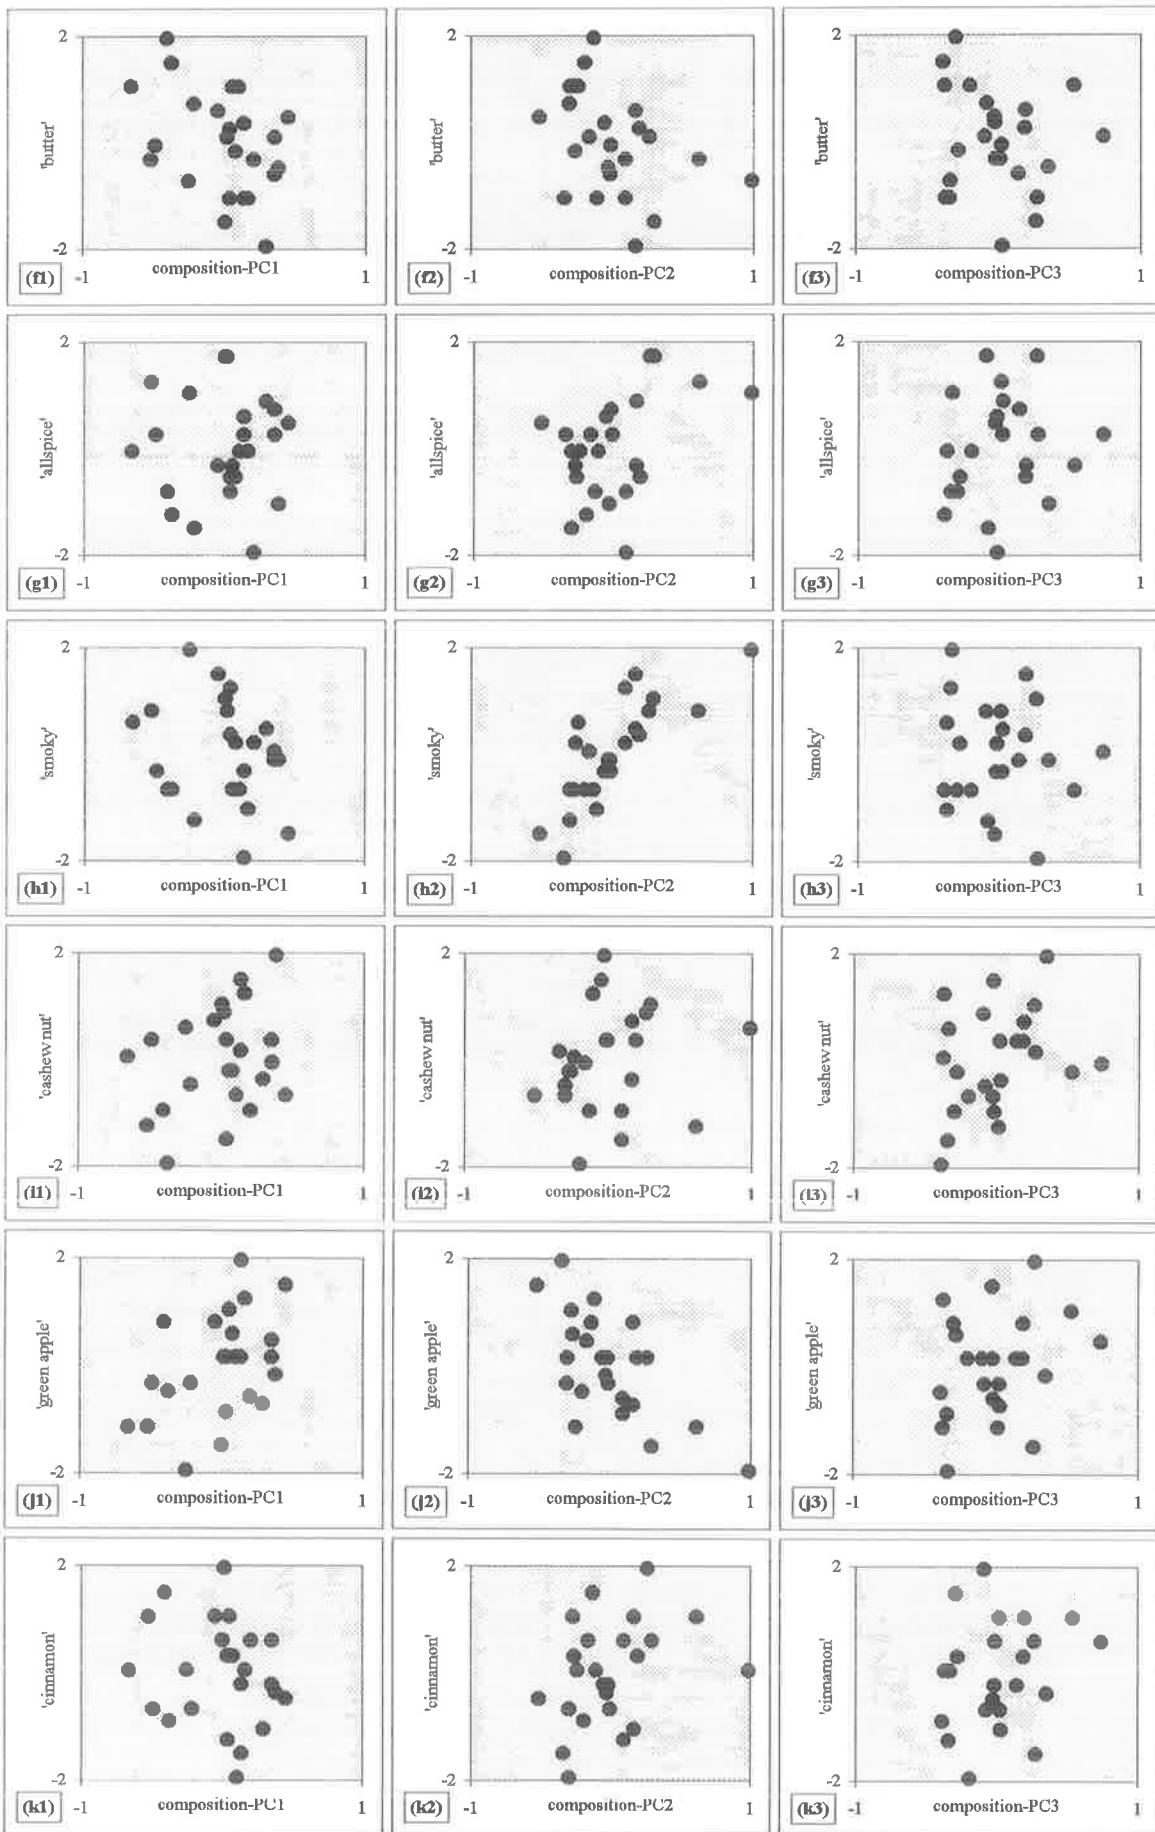 2
'butter'
-2
(f1)
-1
composition-PC1
1
2
'butter'
-2
(f2)
-1
composition-PC2
1
2
'butter'
-2
(f3)
-1
composition-PC3
1
2
'allspice'
-2
(g1)
-1
composition-PC1
1
2
'allspice'
-2
(g2)
-1
composition-PC2
1
2
'allspice'
-2
(g3)
-1
composition-PC3
1
2
'smoky'
-2
(h1)
-1
composition-PC1
1
2
'smoky'
-2
(h2)
-1
composition-PC2
1
2
'smoky'
-2
(h3)
-1
composition-PC3
1
2
'cashew nut'
-2
(i1)
-1
composition-PC1
1
2
'cashew nut'
-2
(i2)
-1
composition-PC2
1
2
'cashew nut'
-2
(i3)
-1
composition-PC3
1
2
'green apple'
-2
(j1)
-1
composition-PC1
1
2
'green apple'
-2
(j2)
-1
composition-PC2
1
2
'green apple'
-2
(j3)
-1
composition-PC3
1
2
'cinnamon'
-2
(k1)
-1
composition-PC1
1
2
'cinnamon'
-2
(k2)
-1
composition-PC2
1
2
'cinnamon'
-2
(k3)
-1
composition-PC3
1